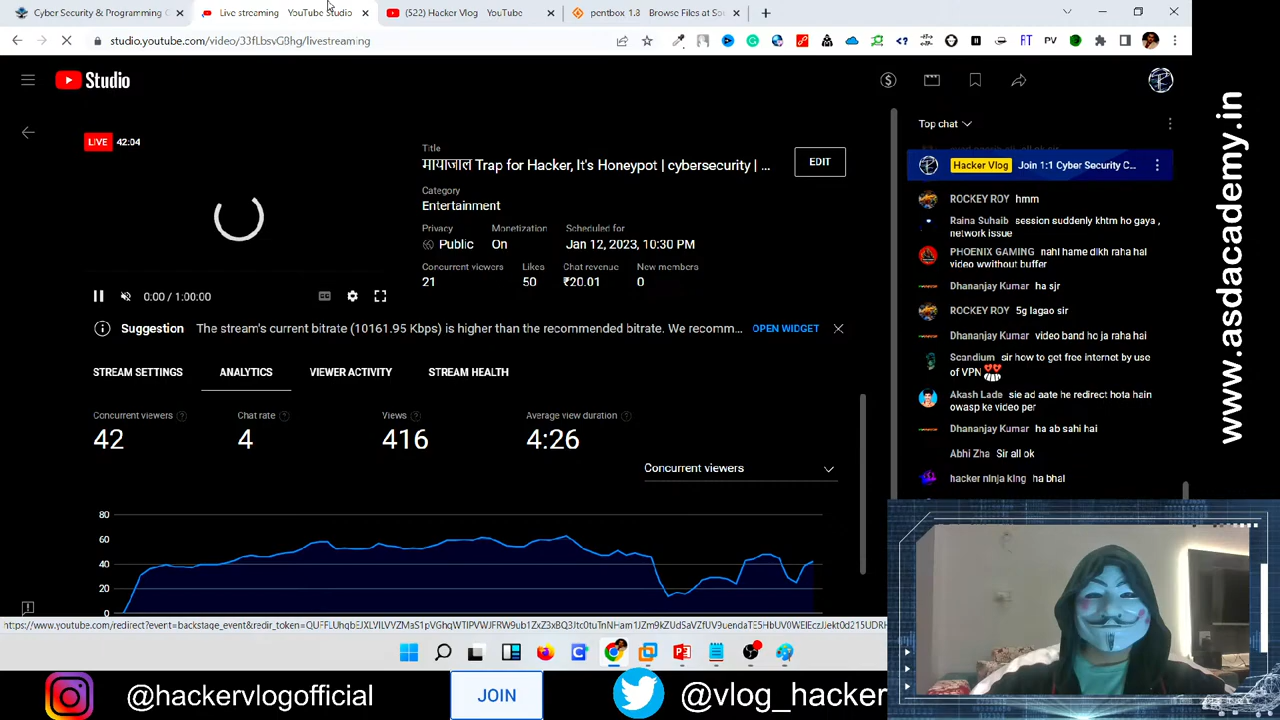 Cyber Security & Programming C
Live streaming - YouTube Studio
(522) Hacker Vlog - YouTube
pentbox 1.8 - Browse Files at Sou
studio.youtube.com/video/33fLbsvG8hg/livestreaming
Studio
LIVE 42:04
Title
मायाजाल Trap for Hacker, It's Honeypot | cybersecurity | ...
EDIT
Category
Entertainment
Privacy Monetization Scheduled for
Public On Jan 12, 2023, 10:30 PM
Concurrent viewers Likes Chat revenue New members
21 50 ₹20.01 0
0:00 / 1:00:00
Suggestion The stream's current bitrate (10161.95 Kbps) is higher than the recommended bitrate. We recomm... OPEN WIDGET
STREAM SETTINGS ANALYTICS VIEWER ACTIVITY STREAM HEALTH
Concurrent viewers Chat rate Views Average view duration
42 4 416 4:26
Concurrent viewers
80
60
40
20
0
Top chat
Hacker Vlog Join 1:1 Cyber Security C...
ROCKEY ROY hmm
Raina Suhaib session suddenly khtm ho gaya ,
network issue
PHOENIX GAMING nahI hame dikh raha hai
video wwithout buffer
Dhananjay Kumar ha sjr
ROCKEY ROY 5g lagao sir
Dhananjay Kumar video band ho ja raha hai
Scandium sir how to get free internet by use
of VPN
Akash Lade sie ad aate he redirect hota hain
owasp ke video per
Dhananjay Kumar ha ab sahi hai
Abhi Zha Sir all ok
hacker ninja king ha bhai
www.asdacademy.in
@hackervlogofficial
JOIN
@vlog_hacker